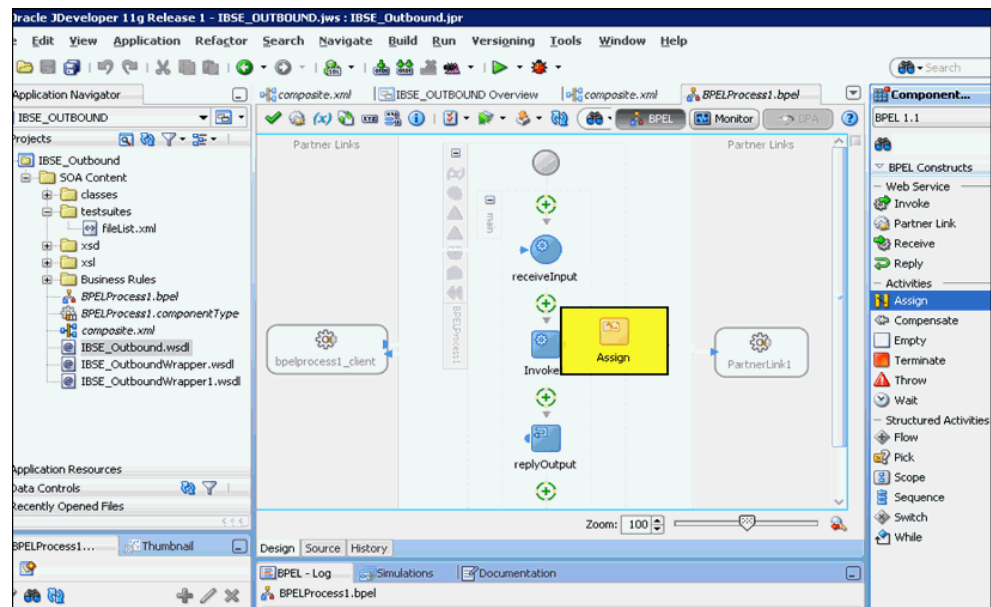 Oracle JDeveloper 11g Release 1 - IBSE_OUTBOUND.jws : IBSE_Outbound.jpr
Edit View Application Refactor Search Navigate Build Run Versioning Tools Window Help
Search
Application Navigator
composite.xml
IBSE_OUTBOUND Overview
composite.xml
BPELProcess1.bpel
Component...
IBSE_OUTBOUND
BPEL
Monitor
BPA
BPEL 1.1
Projects
IBSE_Outbound
SOA Content
classes
testsuites
fileList.xml
xsd
xsl
Business Rules
BPELProcess1.bpel
BPELProcess1.componentType
composite.xml
IBSE_Outbound.wsdl
IBSE_OutboundWrapper.wsdl
IBSE_OutboundWrapper1.wsdl
Application Resources
Data Controls
Recently Opened Files
BPELProcess1...
Thumbnail
Partner Links
Partner Links
main
receiveInput
BPELProcess1
bpelprocess1_client
Invoke
Assign
PartnerLink1
replyOutput
Zoom: 100
Design Source History
BPEL - Log
Simulations
Documentation
BPELProcess1.bpel
BPEL Constructs
Web Service
Invoke
Partner Link
Receive
Reply
Activities
Assign
Compensate
Empty
Terminate
Throw
Wait
Structured Activities
Flow
Pick
Scope
Sequence
Switch
While